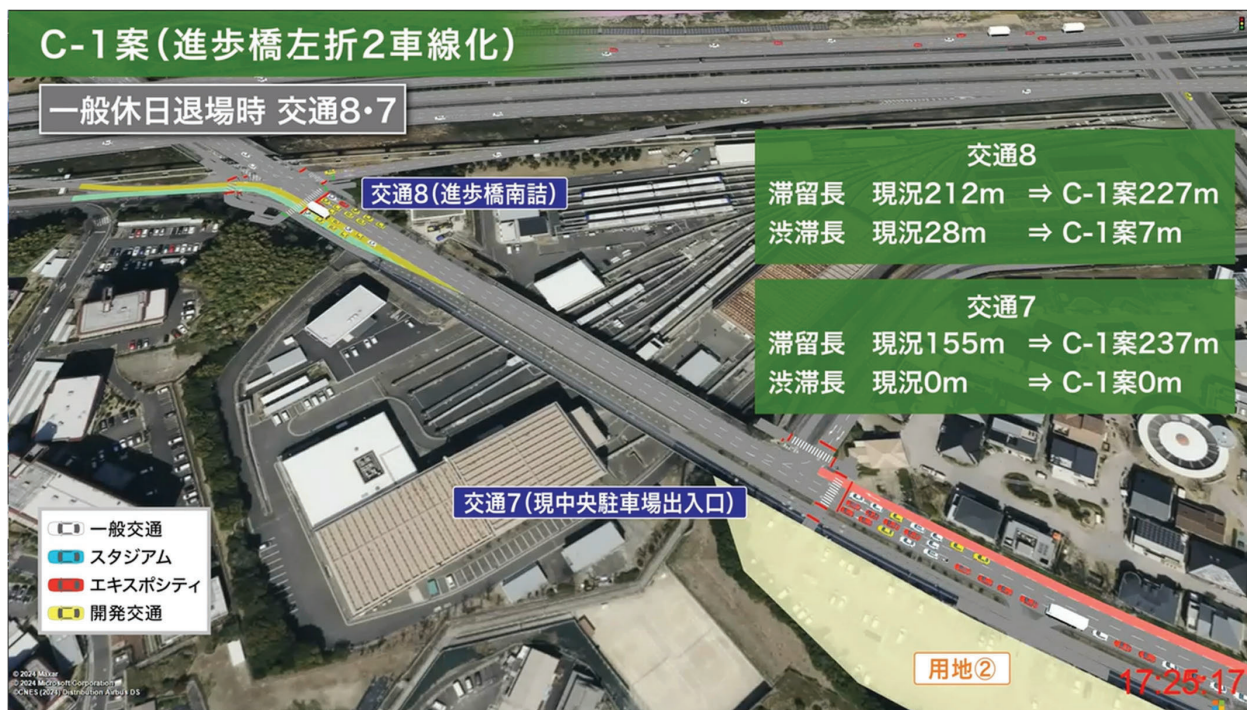 C-1案(進歩橋左折2車線化)
一般休日退場時 交通8・7
交通8(進歩橋南詰)
交通8
滞留長 現況212m ⇒ C-1案227m
渋滞長 現況28m ⇒ C-1案7m
交通7
滞留長 現況155m ⇒ C-1案237m
渋滞長 現況0m ⇒ C-1案0m
交通7(現中央駐車場出入口)
一般交通
スタジアム
エキスポシティ
開発交通
用地②
17:25:17
© 2024 Maxar
© 2024 Microsoft Corporation
©CNES (2024) Distribution Airbus DS